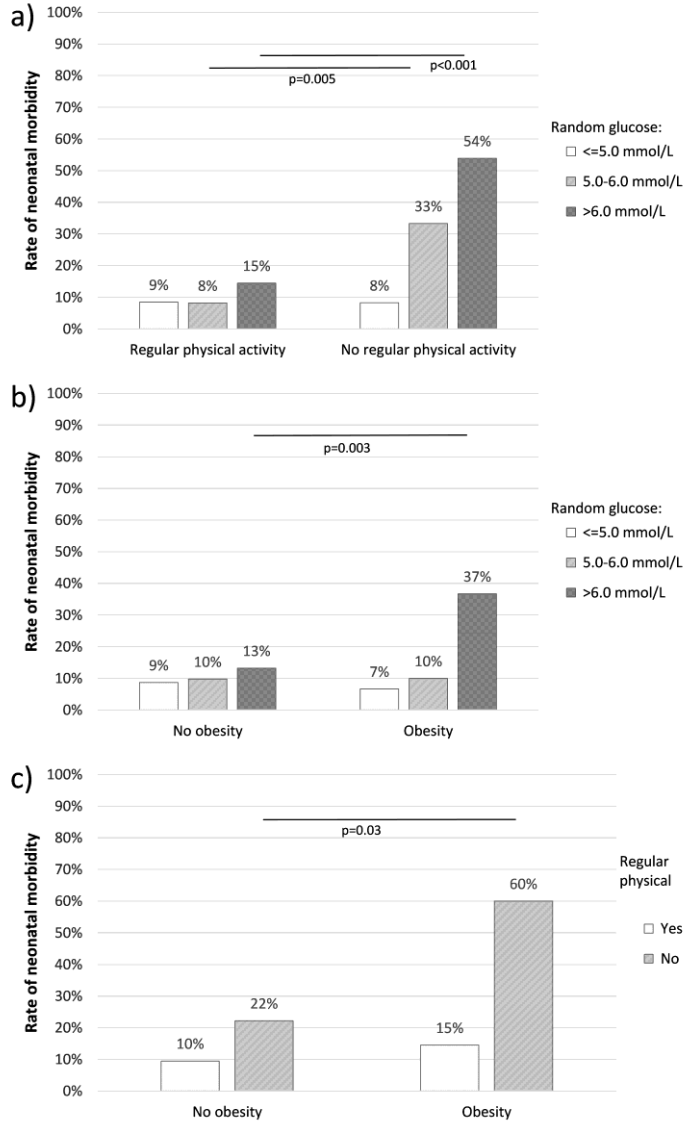 a)
Rate of neonatal morbidity
100%
90%
80%
70%
60%
50%
40%
30%
20%
10%
0%
p<0.001
p=0.005
9%
8%
15%
8%
33%
54%
Regular physical activity
No regular physical activity
Random glucose:
<=5.0 mmol/L
5.0-6.0 mmol/L
>6.0 mmol/L
b)
Rate of neonatal morbidity
100%
90%
80%
70%
60%
50%
40%
30%
20%
10%
0%
p=0.003
9%
10%
13%
7%
10%
37%
No obesity
Obesity
Random glucose:
<=5.0 mmol/L
5.0-6.0 mmol/L
>6.0 mmol/L
c)
Rate of neonatal morbidity
100%
90%
80%
70%
60%
50%
40%
30%
20%
10%
0%
p=0.03
10%
22%
15%
60%
No obesity
Obesity
Regular
physical
Yes
No